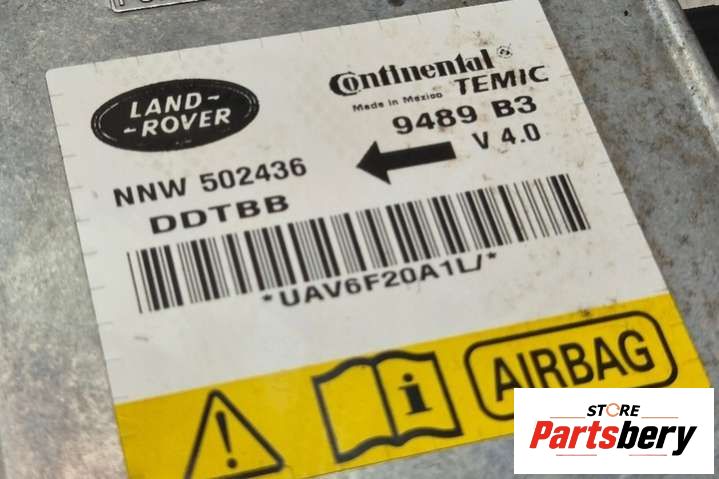 LAND-
-ROVER
Continental
TEMIC
Made in Mexico
9489 B3
V 4.0
NNW 502436
DDTBB
*UAV6F20A1L/*
i
AIRBAG
STORE
Partsbery